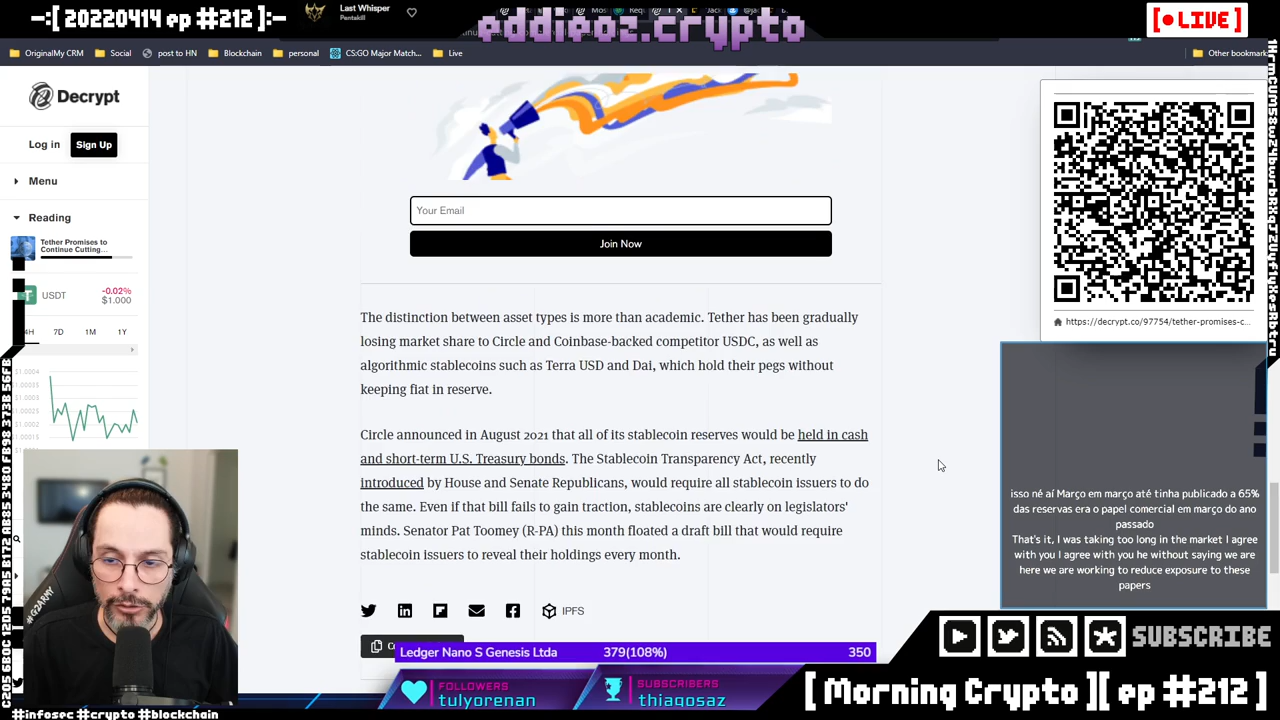 -:[ 20220414 ep #212]:-
Last Whisper
Pentakill
eddieoz.crypto
[ LIVE ]
OriginalMy CRM
Social
post to HN
Blockchain
personal
CS:GO Major Match...
Live
Other bookmark
Decrypt
Log in
Sign Up
Menu
Reading
Tether Promises to
Continue Cutting...
USDT
-0.02%
$1.000
7D
1M
1Y
Your Email
Join Now
The distinction between asset types is more than academic. Tether has been gradually
losing market share to Circle and Coinbase-backed competitor USDC, as well as
algorithmic stablecoins such as Terra USD and Dai, which hold their pegs without
keeping fiat in reserve.
Circle announced in August 2021 that all of its stablecoin reserves would be held in cash
and short-term U.S. Treasury bonds. The Stablecoin Transparency Act, recently
introduced by House and Senate Republicans, would require all stablecoin issuers to do
the same. Even if that bill fails to gain traction, stablecoins are clearly on legislators'
minds. Senator Pat Toomey (R-PA) this month floated a draft bill that would require
stablecoin issuers to reveal their holdings every month.
IPFS
https://decrypt.co/97754/tether-promises-c...
isso né aí Março em março até tinha publicado a 65%
das reservas era o papel comercial em março do ano
passado
That's it, I was taking too long in the market I agree
with you I agree with you he without saying we are
here we are working to reduce exposure to these
papers
SUBSCRIBE
Ledger Nano S Genesis Ltda 379(108%) 350
FOLLOWERS
tulyorenan
SUBSCRIBERS
thiagosaz
[ Morning Crypto ][ ep #212 ]
#infosec #crypto #blockchain